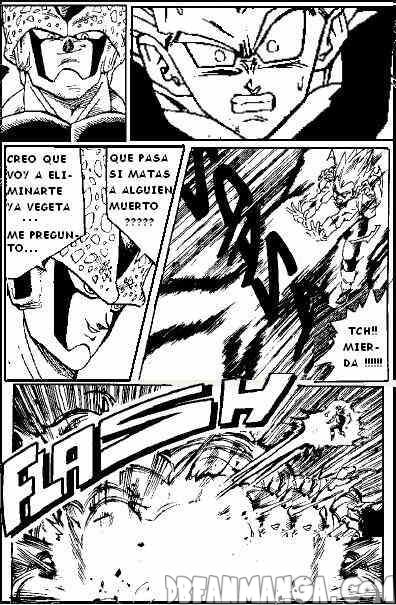 CREO QUE
VOY A ELI-
MINARTE
YA VEGETA
...
ME PREGUN-
TO...
QUE PASA
SI MATAS
A ALGUIEN
MUERTO
?????
TCH!!
MIER-
DA !!!!!!
FLASH
DBFANMANGA.COM